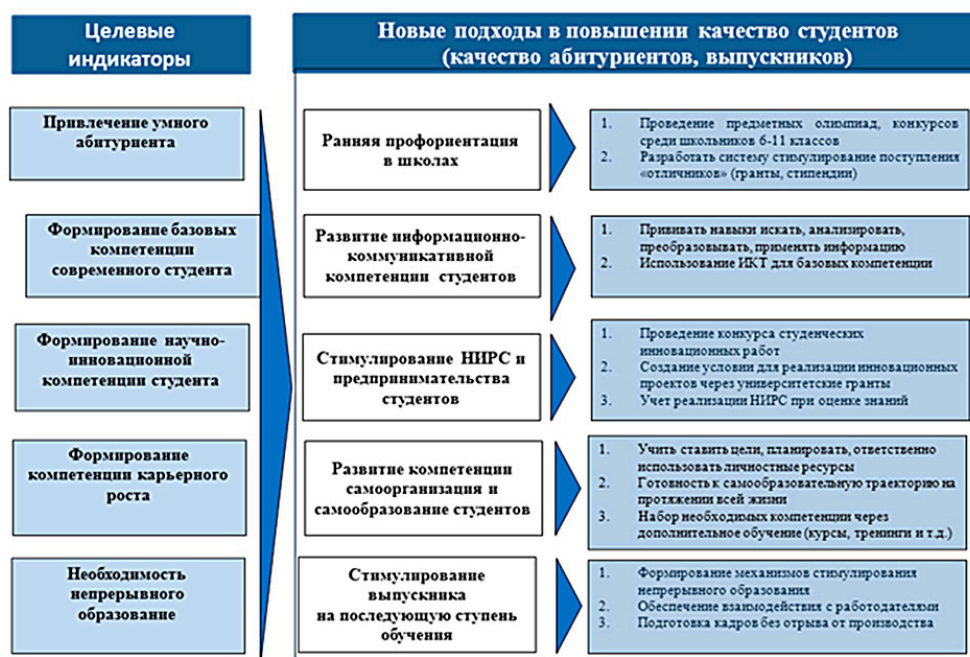 Целевые
индикаторы
Новые подходы в повышении качество студентов
(качество абитуриентов, выпускников)
Привлечение умного
абитуриента
Ранняя профориентация
в школах
1. Проведение предметных олимпиад, конкурсов
среди школьников 6-11 классов
2. Разработать систему стимулирование поступления
«отличников» (гранты, стипендии)
Формирование базовых
компетенции
современного студента
Развитие информационно-
коммуникативной
компетенции студентов
1. Прививать навыки искать, анализировать,
преобразовывать, применять информацию
2. Использование ИКТ для базовых компетенции
Формирование научно-
инновационной
компетенции студента
Стимулирование НИРС и
предпринимательства
студентов
1. Проведение конкурса студенческих
инновационных работ
2. Создание условии для реализации инновационных
проектов через университетские гранты
3. Учет реализации НИРС при оценке знаний
Формирование
компетенции карьерного
роста
Развитие компетенции
самоорганизация и
самообразование студентов
1. Учить ставить цели, планировать, ответственно
использовать личностные ресурсы
2. Готовность к самообразовательную траекторию на
протяжении всей жизни
3. Набор необходимых компетенции через
дополнительное обучение (курсы, тренинги и т.д.)
Необходимость
непрерывного
образование
Стимулирование
выпускника
на последующую ступень
обучения
1. Формирование механизмов стимулирования
непрерывного образования
2. Обеспечение взаимодействия с работодателями
3. Подготовка кадров без отрыва от производства